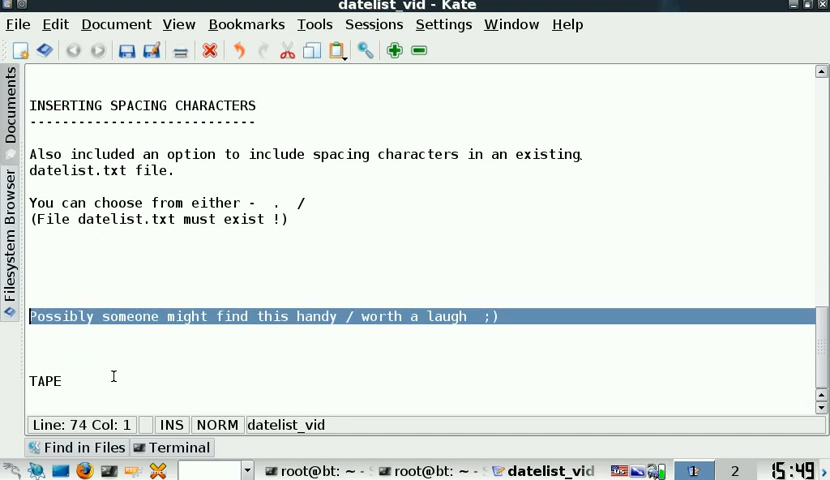 datelist_vid - Kate
File Edit Document View Bookmarks Tools Sessions Settings Window Help
Documents
Filesystem Browser
INSERTING SPACING CHARACTERS
----------------------------
Also included an option to include spacing characters in an existing
datelist.txt file.
You can choose from either - . /
(File datelist.txt must exist !)
Possibly someone might find this handy / worth a laugh ;)
TAPE
Line: 74 Col: 1 INS NORM datelist_vid
Find in Files Terminal
root@bt: ~ - root@bt: ~ - datelist_vid 1 2 15:49